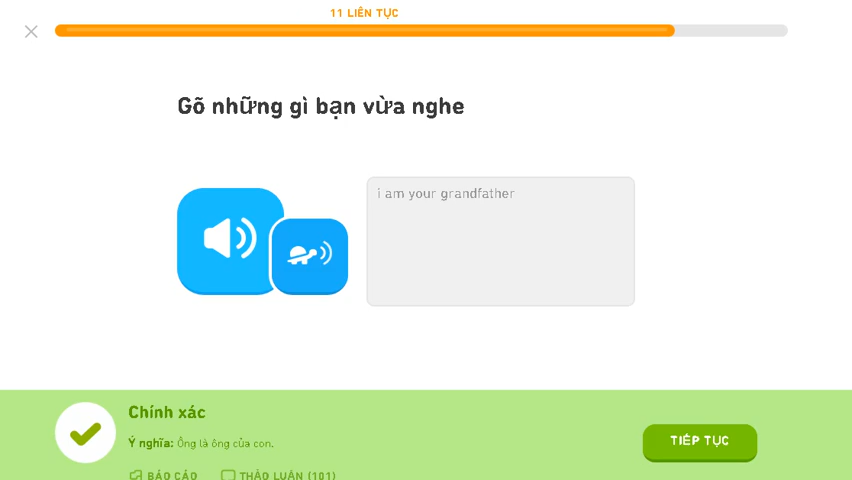 11 LIÊN TỤC
Gõ những gì bạn vừa nghe
i am your grandfather
Chính xác
Ý nghĩa: Ông là ông của con.
TIẾP TỤC
BÁO CÁO THẢO LUẬN (101)